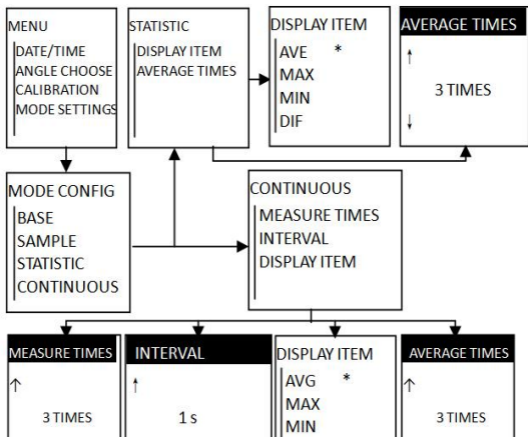 MENU
DATE/TIME
ANGLE CHOOSE
CALIBRATION
MODE SETTINGS
STATISTIC
DISPLAY ITEM
AVERAGE TIMES
DISPLAY ITEM
AVE *
MAX
MIN
DIF
AVERAGE TIMES
↑
3 TIMES
↓
MODE CONFIG
BASE
SAMPLE
STATISTIC
CONTINUOUS
CONTINUOUS
MEASURE TIMES
INTERVAL
DISPLAY ITEM
MEASURE TIMES
↑
3 TIMES
INTERVAL
↑
1 s
DISPLAY ITEM
AVG *
MAX
MIN
AVERAGE TIMES
↑
3 TIMES